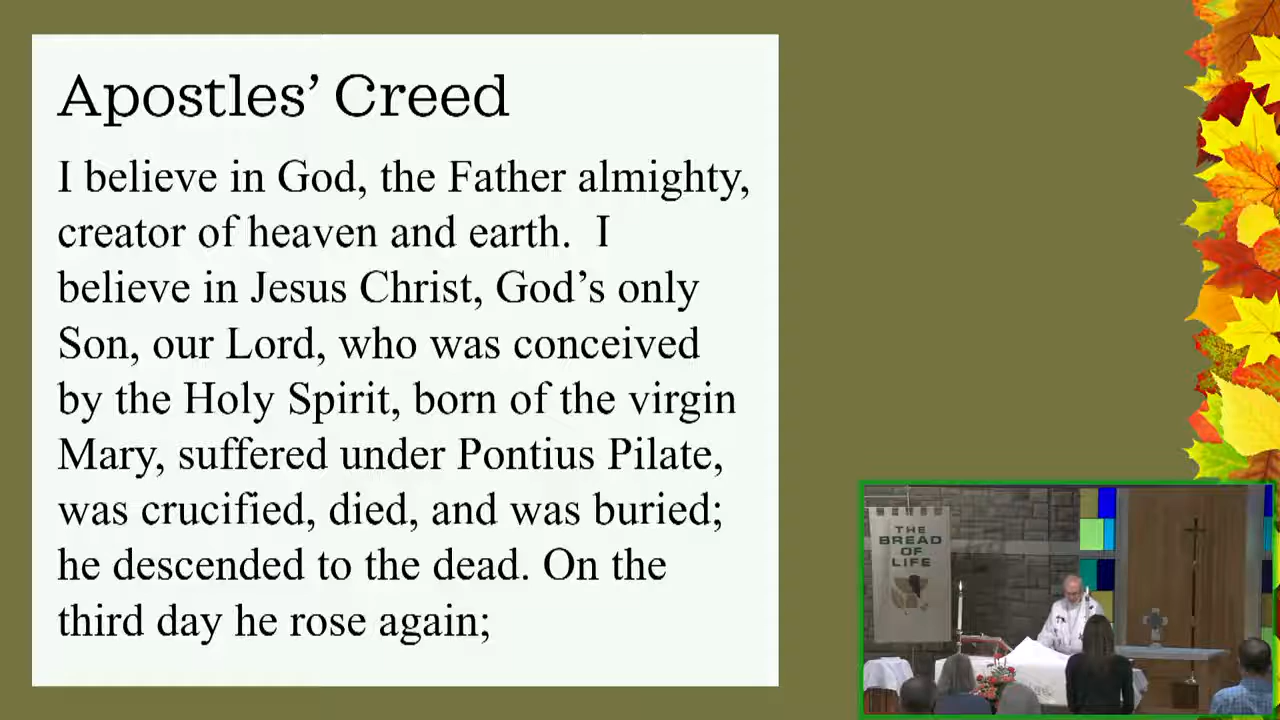 Apostles’ Creed
I believe in God, the Father almighty,
creator of heaven and earth.  I
believe in Jesus Christ, God’s only
Son, our Lord, who was conceived
by the Holy Spirit, born of the virgin
Mary, suffered under Pontius Pilate,
was crucified, died, and was buried;
he descended to the dead. On the
third day he rose again;
THE
BREAD
OF
LIFE